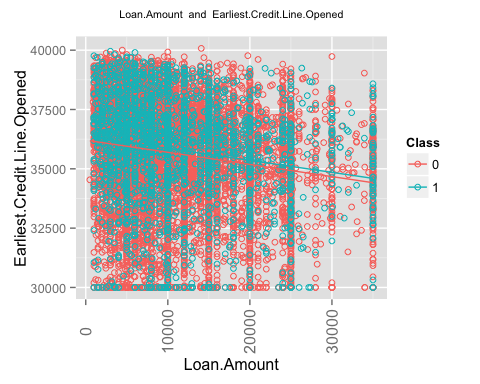 Loan.Amount and Earliest.Credit.Line.Opened
40000
37500
35000
32500
30000
Earliest.Credit.Line.Opened
0
10000
20000
30000
Loan.Amount
Class
0
1